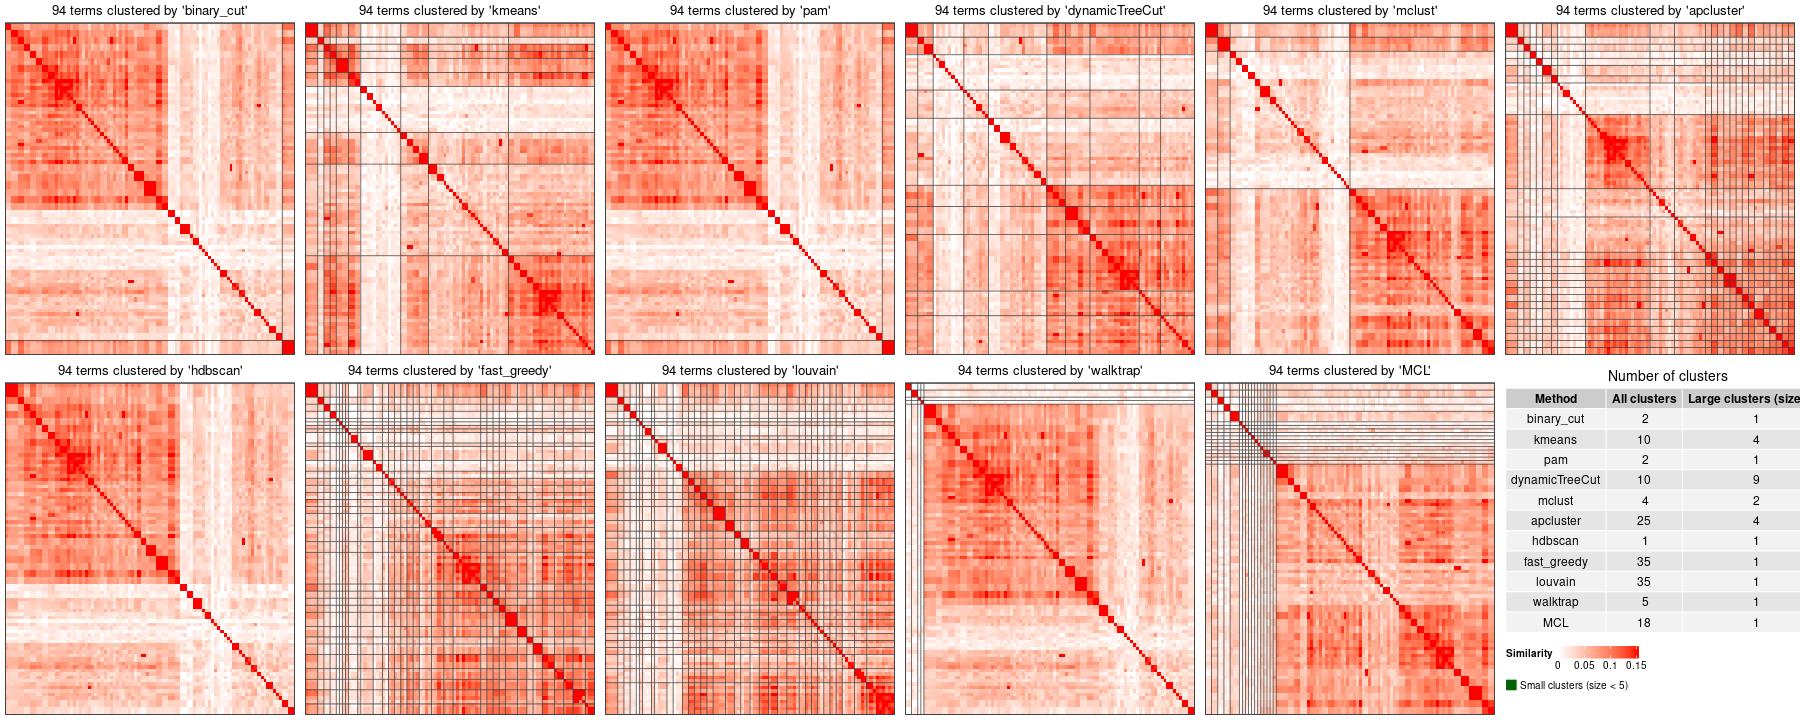 94 terms clustered by 'binary_cut'
94 terms clustered by 'kmeans'
94 terms clustered by 'pam'
94 terms clustered by 'dynamicTreeCut'
94 terms clustered by 'mclust'
94 terms clustered by 'apcluster'
94 terms clustered by 'hdbscan'
94 terms clustered by 'fast_greedy'
94 terms clustered by 'louvain'
94 terms clustered by 'walktrap'
94 terms clustered by 'MCL'
Number of clusters
Method All clusters Large clusters (size
binary_cut 2 1
kmeans 10 4
pam 2 1
dynamicTreeCut 10 9
mclust 4 2
apcluster 25 4
hdbscan 1 1
fast_greedy 35 1
louvain 35 1
walktrap 5 1
MCL 18 1
Similarity
0 0.05 0.1 0.15
Small clusters (size < 5)